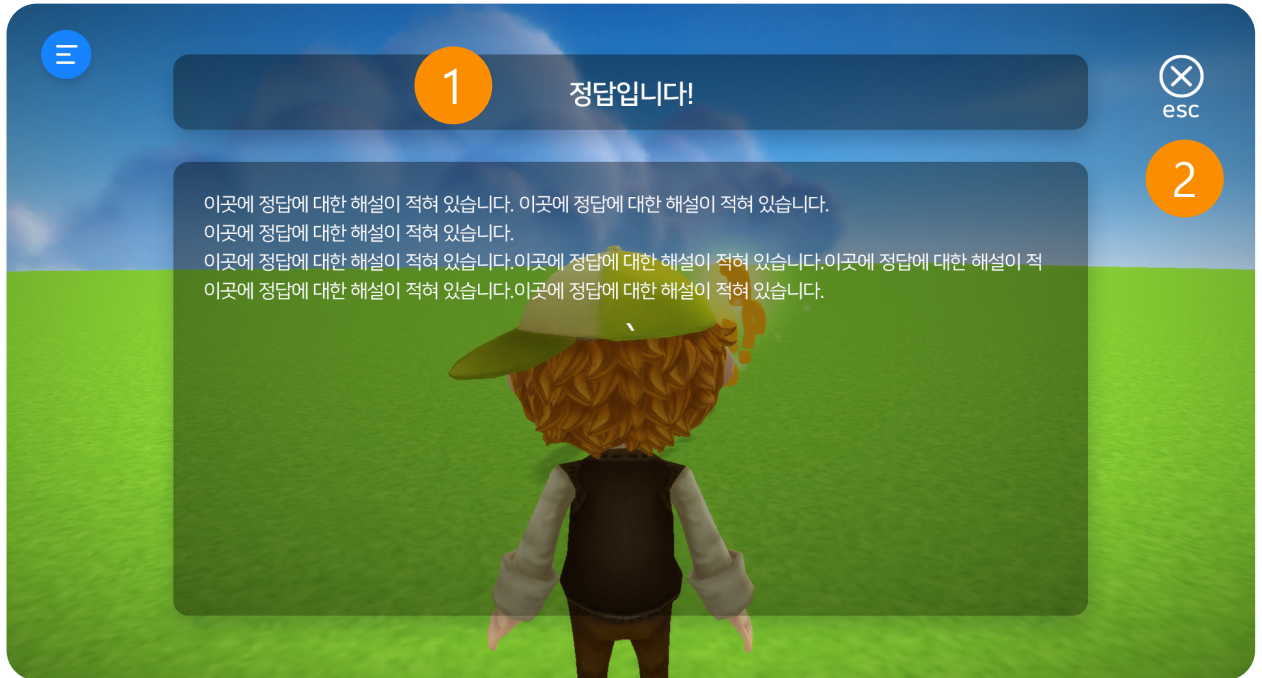 1
정답입니다!
esc
2
이곳에 정답에 대한 해설이 적혀 있습니다. 이곳에 정답에 대한 해설이 적혀 있습니다.
이곳에 정답에 대한 해설이 적혀 있습니다.
이곳에 정답에 대한 해설이 적혀 있습니다.이곳에 정답에 대한 해설이 적혀 있습니다.이곳에 정답에 대한 해설이 적
이곳에 정답에 대한 해설이 적혀 있습니다.이곳에 정답에 대한 해설이 적혀 있습니다.
`